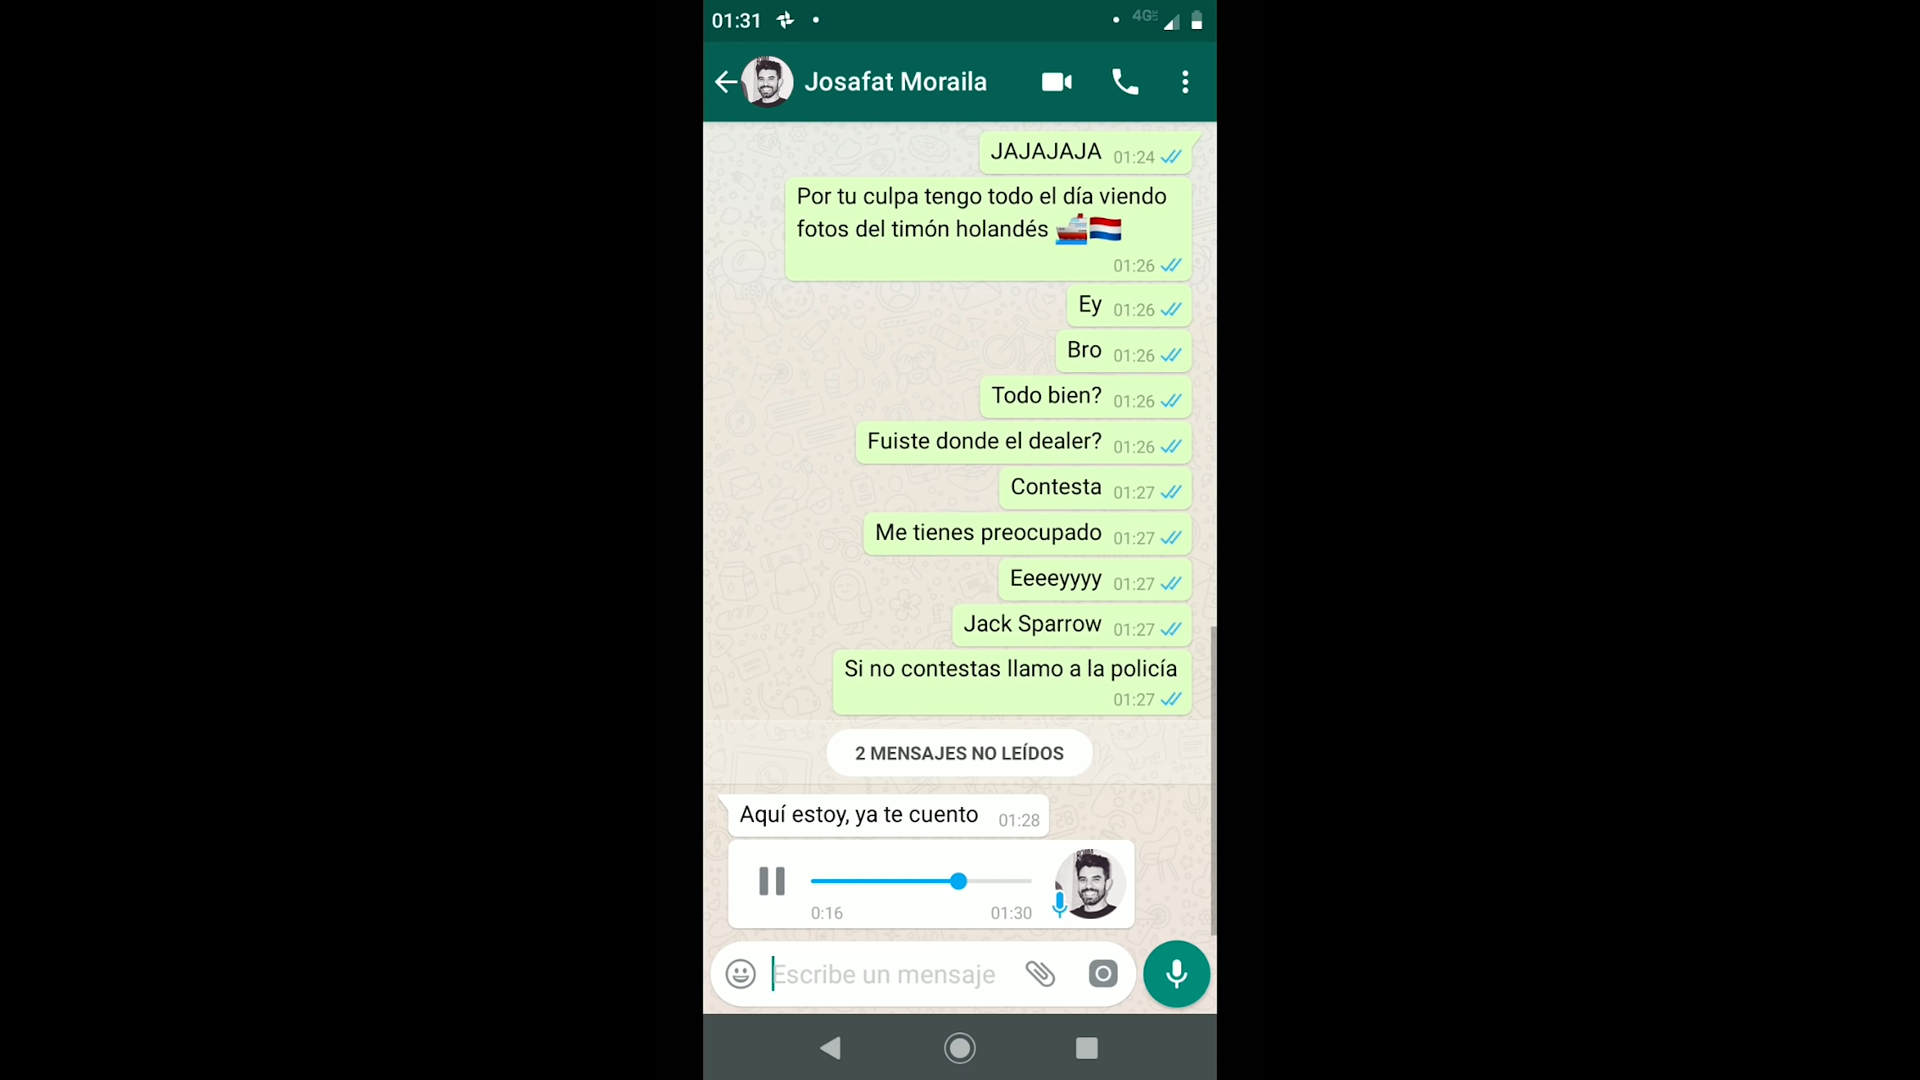 01:31
4G
Josafat Moraila
JAJAJAJA 01:24
Por tu culpa tengo todo el día viendo
fotos del timón holandés
01:26
Ey 01:26
Bro 01:26
Todo bien? 01:26
Fuiste donde el dealer? 01:26
Contesta 01:27
Me tienes preocupado 01:27
Eeeeyyyy 01:27
Jack Sparrow 01:27
Si no contestas llamo a la policía
01:27
2 MENSAJES NO LEÍDOS
Aquí estoy, ya te cuento 01:28
0:16 01:30
Escribe un mensaje